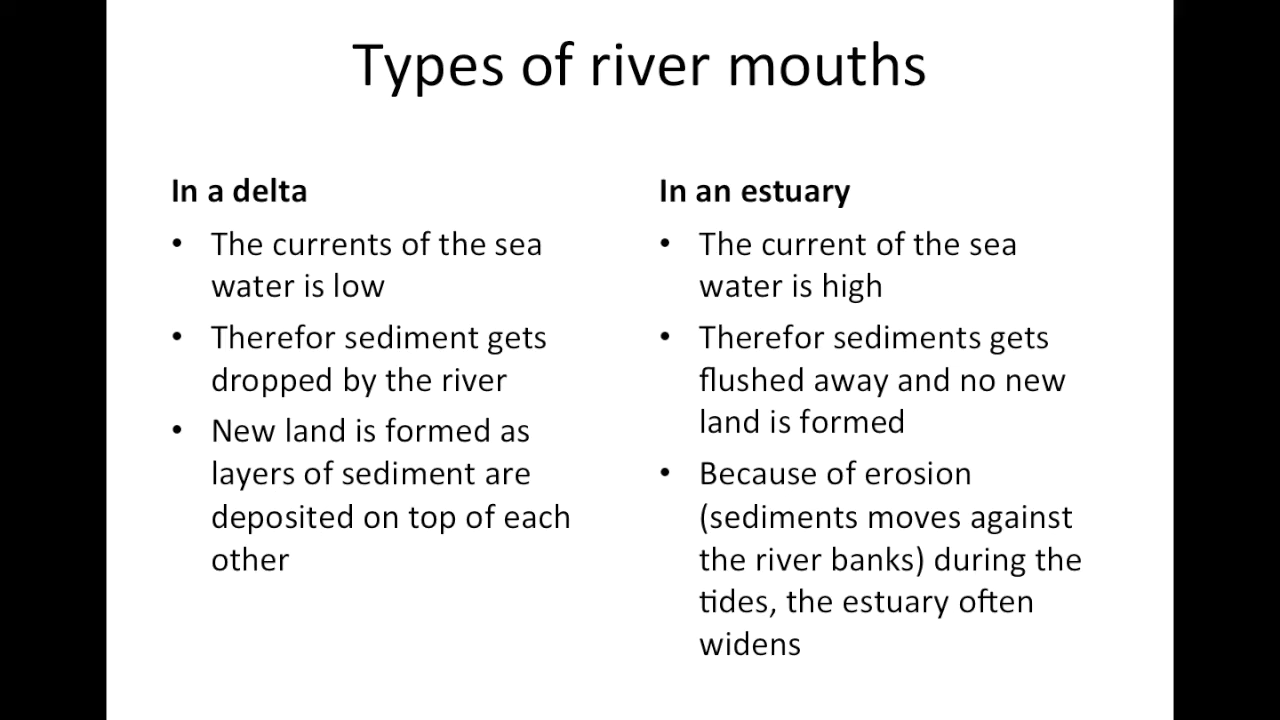 Types of river mouths
In a delta
• The currents of the sea
water is low
• Therefor sediment gets
dropped by the river
• New land is formed as
layers of sediment are
deposited on top of each
other
In an estuary
• The current of the sea
water is high
• Therefor sediments gets
flushed away and no new
land is formed
• Because of erosion
(sediments moves against
the river banks) during the
tides, the estuary often
widens